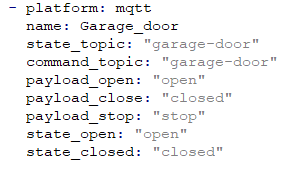 - platform: mqtt
  name: Garage_door
  state_topic: "garage-door"
  command_topic: "garage-door"
  payload_open: "open"
  payload_close: "closed"
  payload_stop: "stop"
  state_open: "open"
  state_closed: "closed"